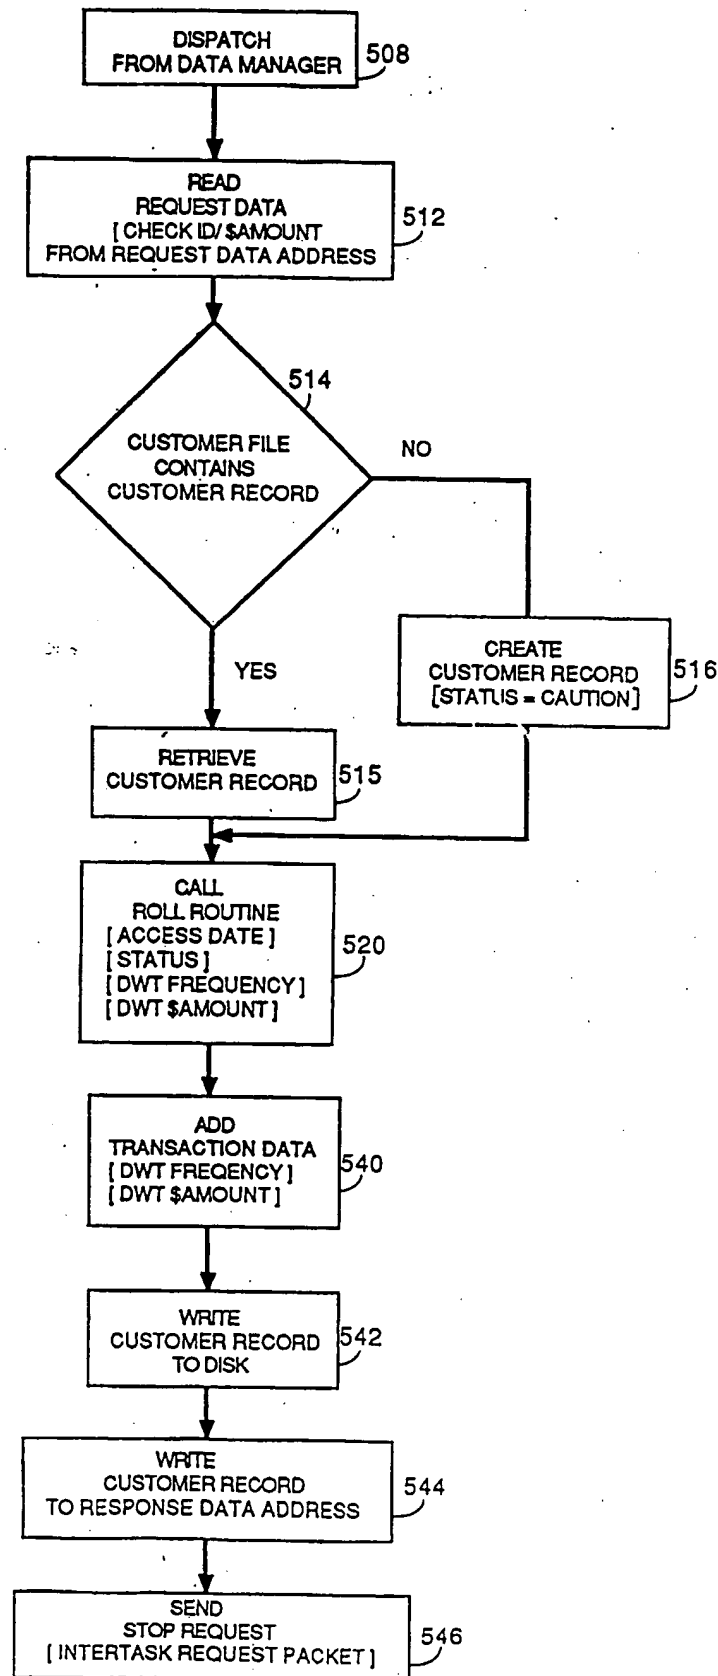 DISPATCH
FROM DATA MANAGER
508
READ
REQUEST DATA
[ CHECK ID/ $AMOUNT
FROM REQUEST DATA ADDRESS
512
514
CUSTOMER FILE
CONTAINS
CUSTOMER RECORD
NO
YES
CREATE
CUSTOMER RECORD
[STATUS = CAUTION]
516
RETRIEVE
CUSTOMER RECORD
515
CALL
ROLL ROUTINE
[ ACCESS DATE ]
[ STATUS ]
[ DWT FREQUENCY ]
[ DWT $AMOUNT ]
520
ADD
TRANSACTION DATA
[ DWT FREQENCY ]
[ DWT $AMOUNT ]
540
WRITE
CUSTOMER RECORD
TO DISK
542
WRITE
CUSTOMER RECORD
TO RESPONSE DATA ADDRESS
544
SEND
STOP REQUEST
[ INTERTASK REQUEST PACKET ]
546